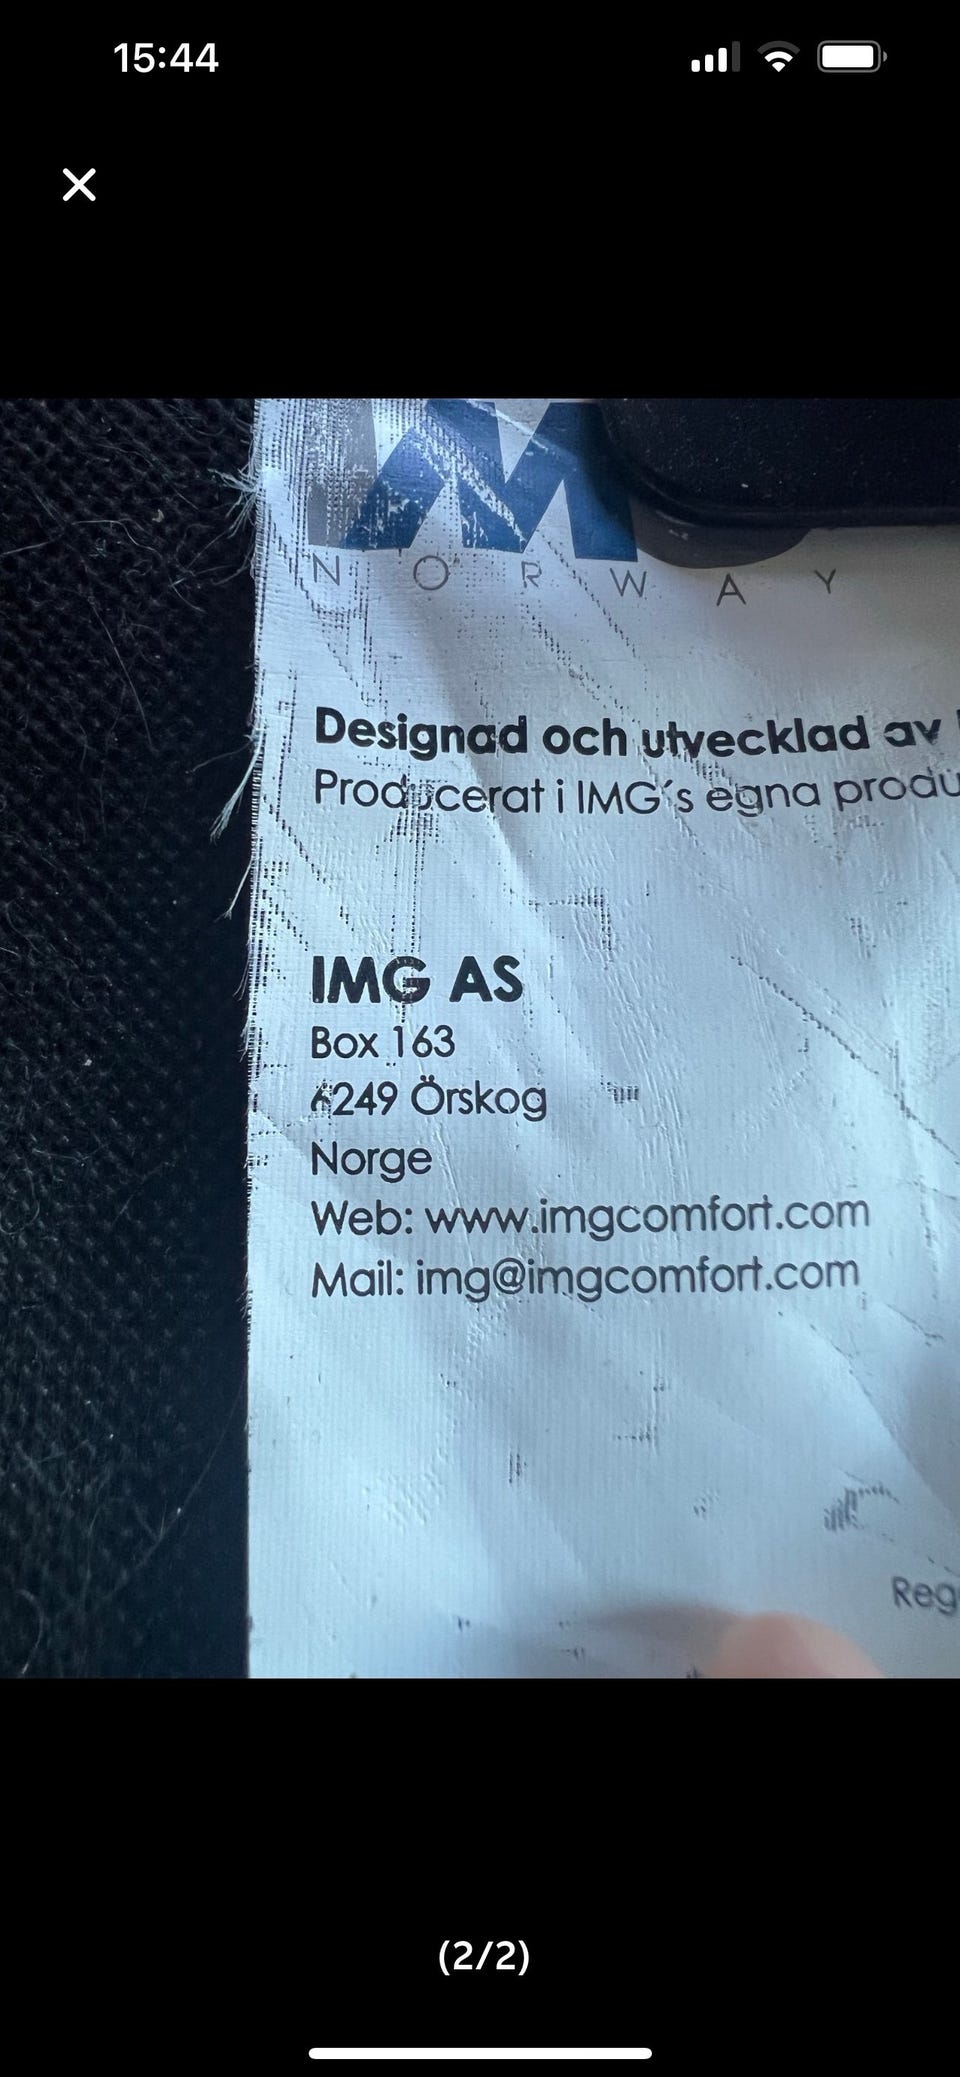 15:44
NORWAY
Designad och utvecklad av
Producerat i IMG´s egna
IMG AS
Box 163
6249 Örskog
Norge
Web: www.imgcomfort.com
Mail: img@imgcomfort.com
(2/2)